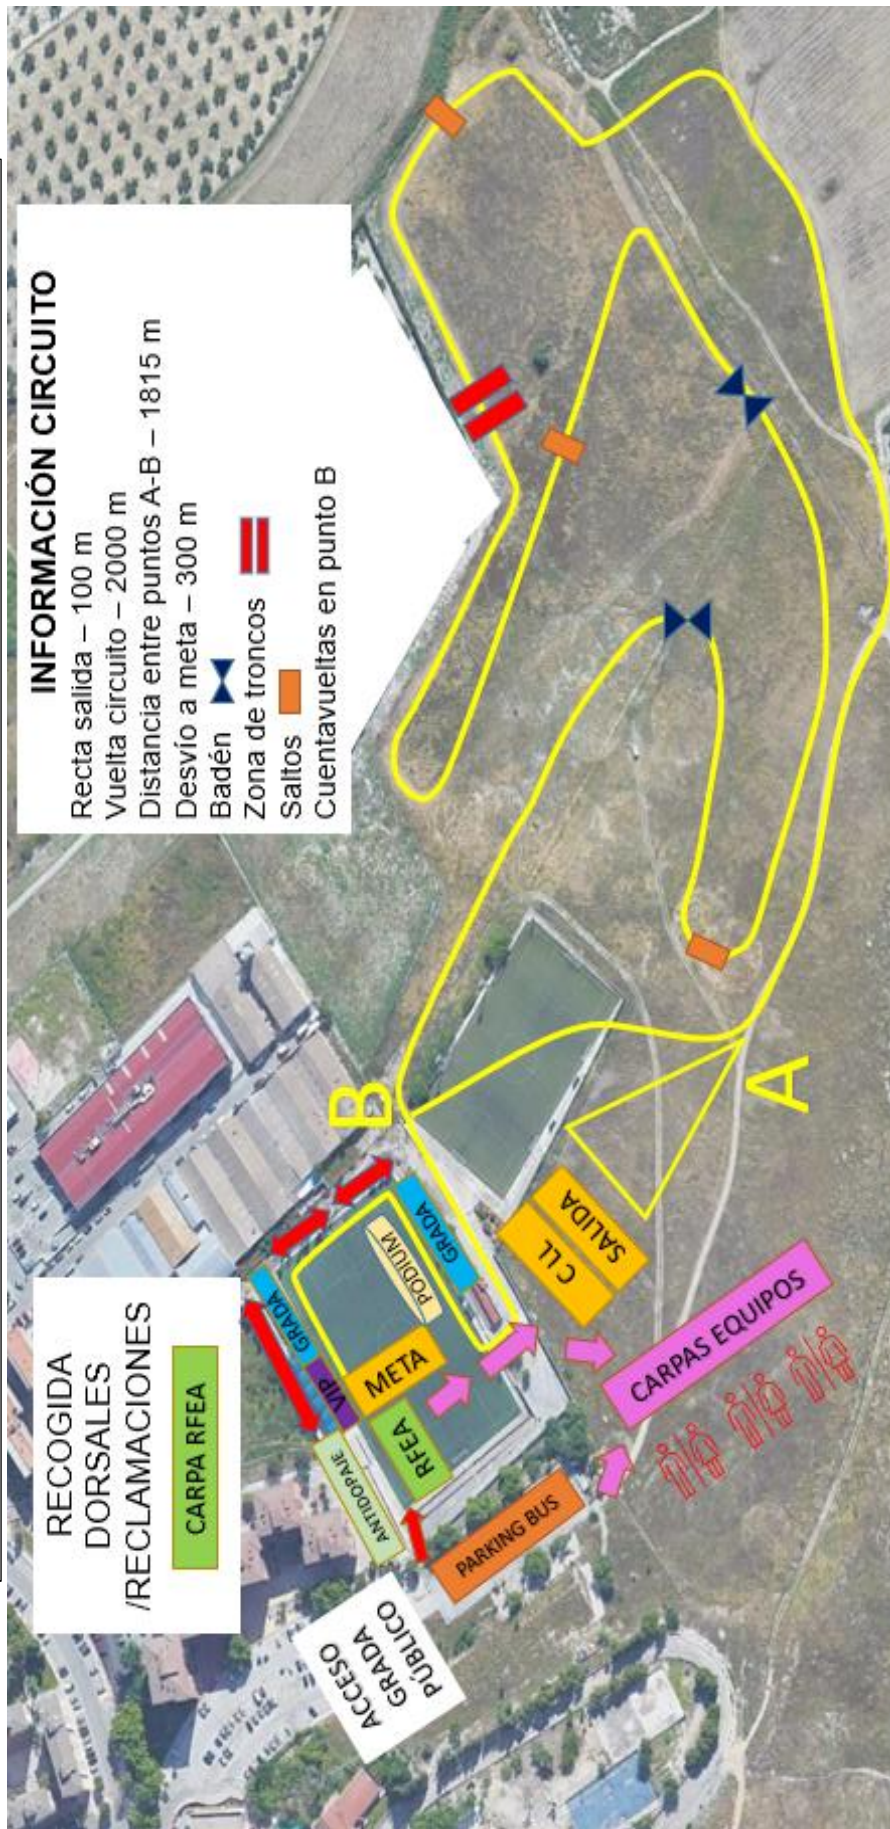 INFORMACIÓN CIRCUITO
Recta salida – 100 m
Vuelta circuito – 2000 m
Distancia entre puntos A-B – 1815 m
Desvío a meta – 300 m
Badén
Zona de troncos
Saltos
Cuentavueltas en punto B
RECOGIDA
DORSALES
/RECLAMACIONES
CARPA RFEA
ACCESO
GRADA
PÚBLICO
ANTIDOPAJE
VIP
GRADA
RFEA
META
PODIUM
GRADA
B
PARKING BUS
C LL
SALIDA
A
CARPAS EQUIPOS